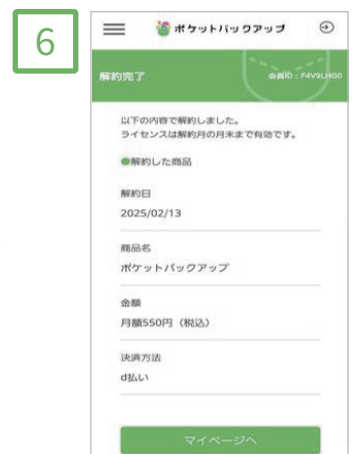 6
ポケットバックアップ
解約完了
会員ID：F4V9LHG0
以下の内容で解約しました。
ライセンスは解約月の月末まで有効です。
●解約した商品
解約日
2025/02/13
商品名
ポケットバックアップ
金額
月額550円（税込）
決済方法
d払い
マイページへ